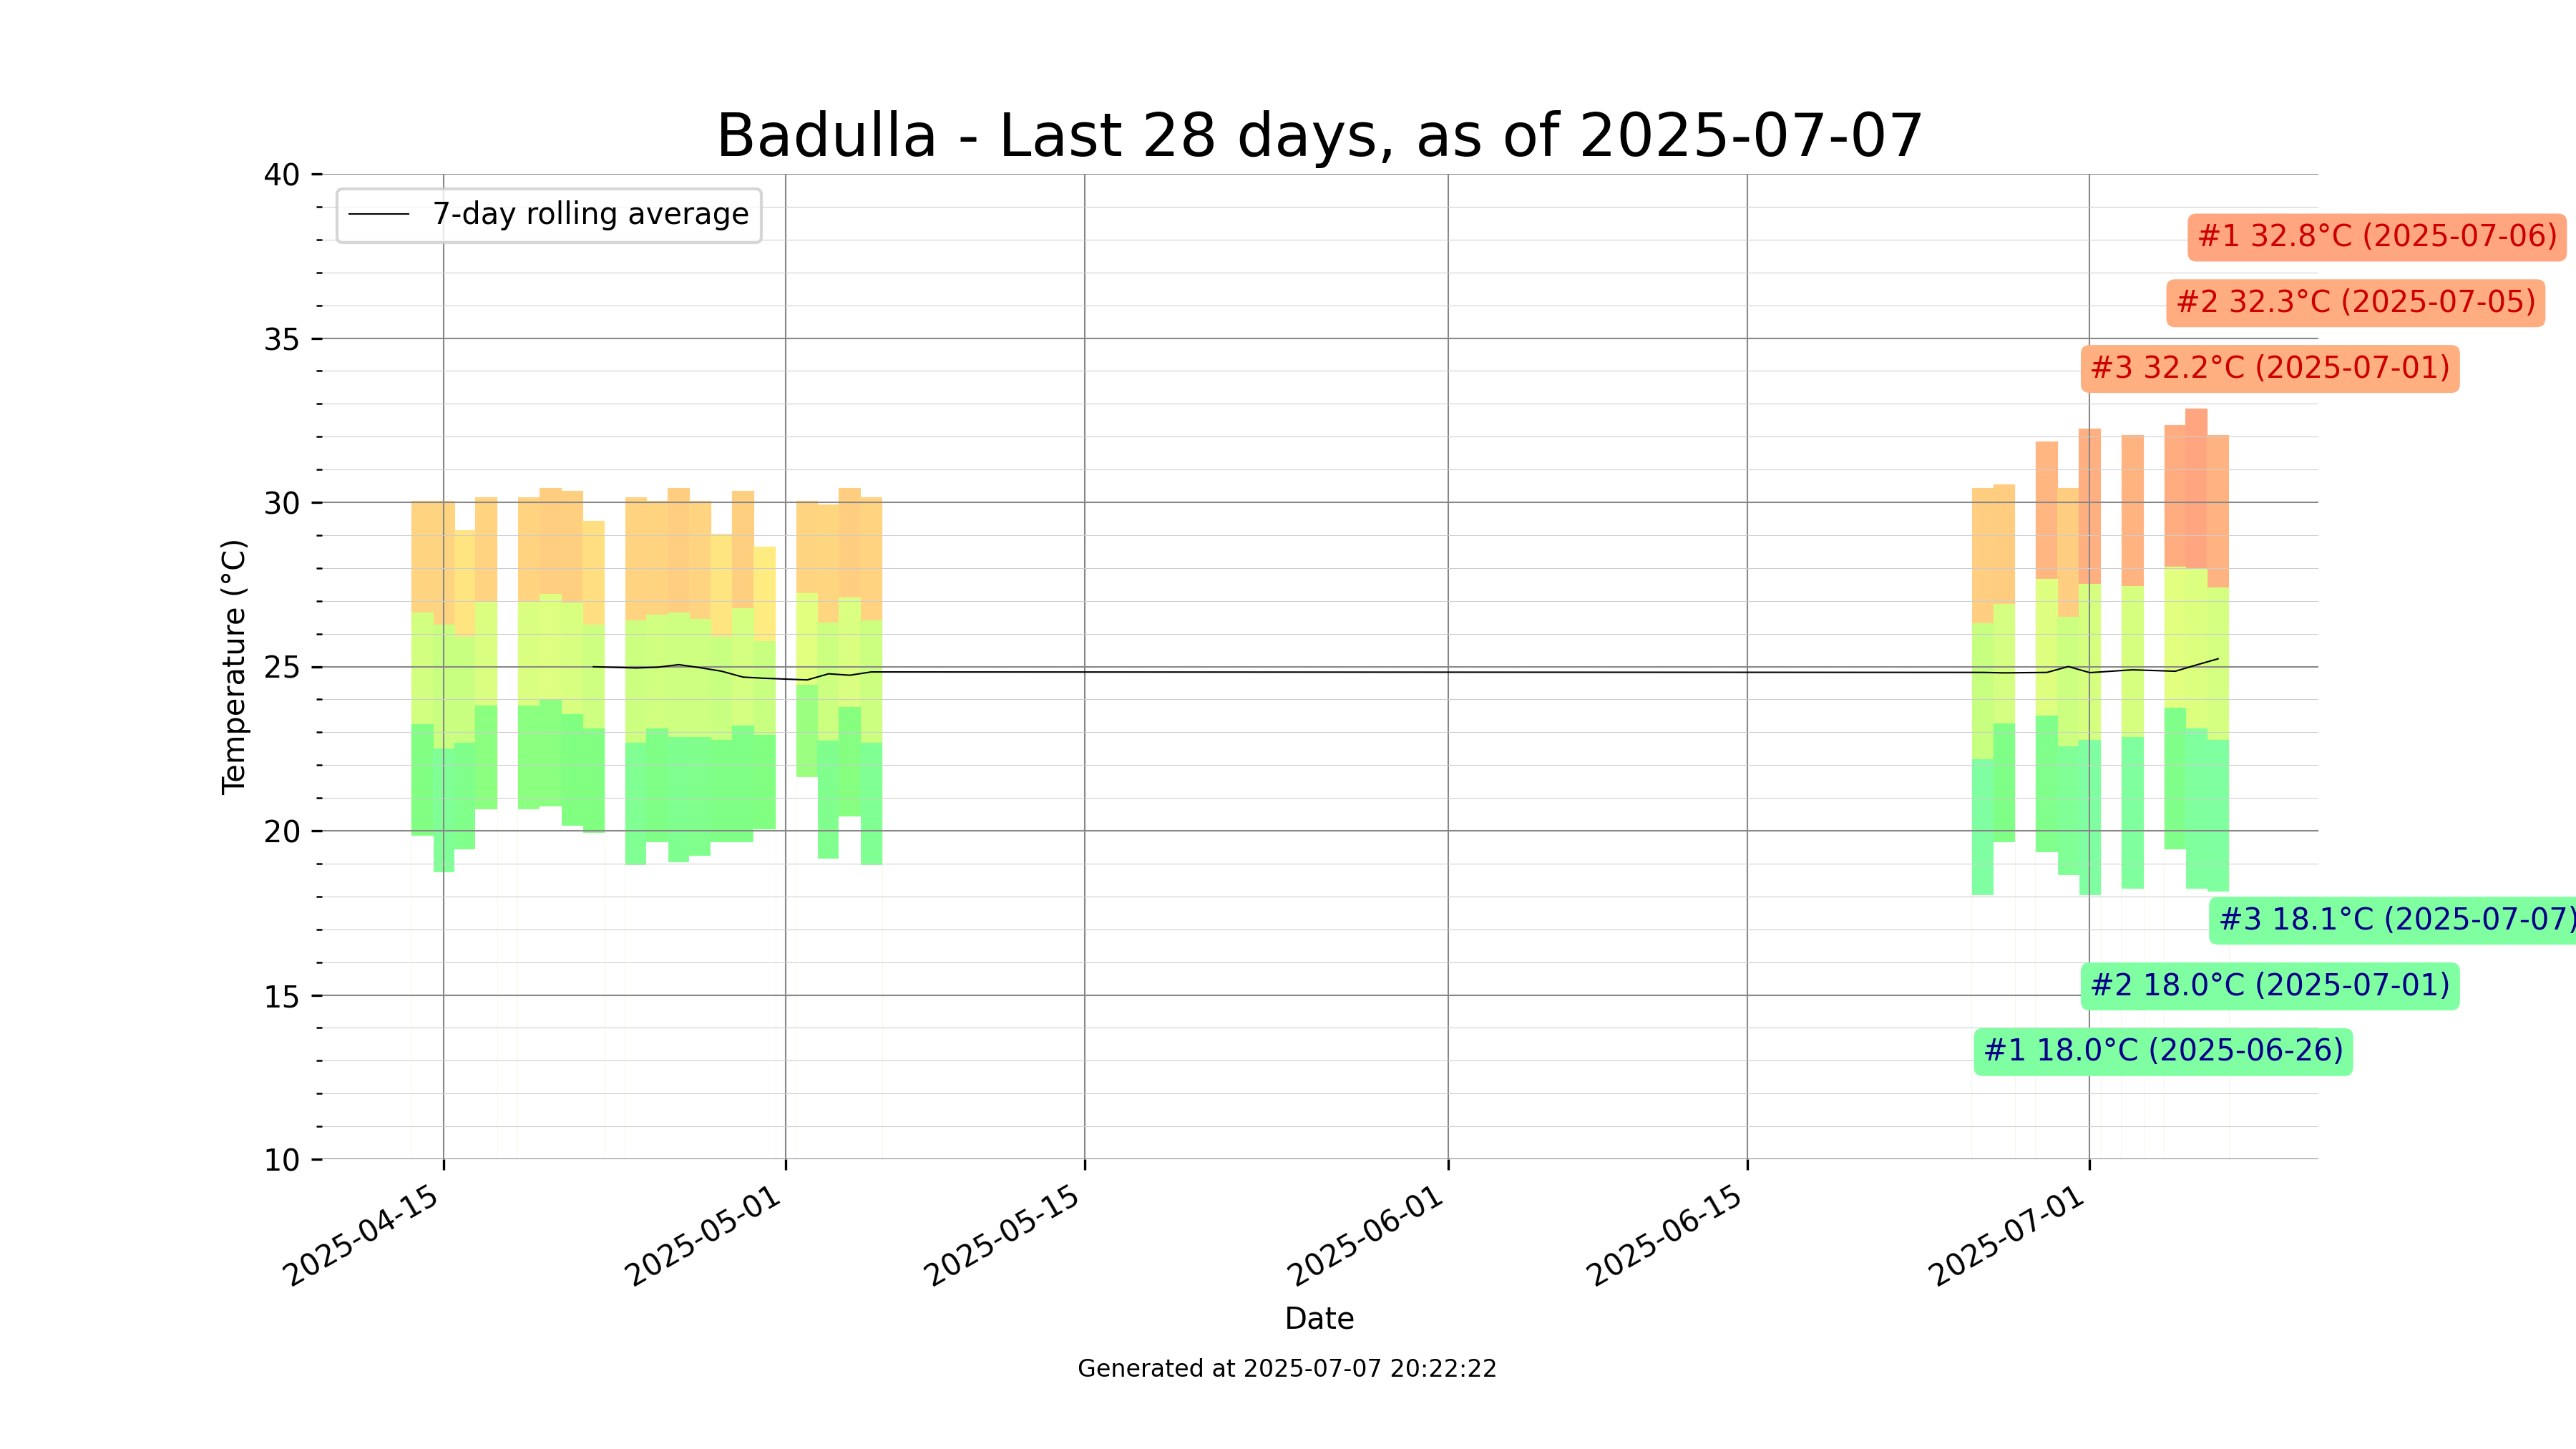 Badulla - Last 28 days, as of 2025-07-07
40
7-day rolling average
#1 32.8°C (2025-07-06)
#2 32.3°C (2025-07-05)
35
#3 32.2°C (2025-07-01)
30
25
Temperature (°C)
20
#3 18.1°C (2025-07-07)
15
#2 18.0°C (2025-07-01)
#1 18.0°C (2025-06-26)
10
2025-04-15
2025-05-01
2025-05-15
2025-06-01
2025-06-15
2025-07-01
Date
Generated at 2025-07-07 20:22:22